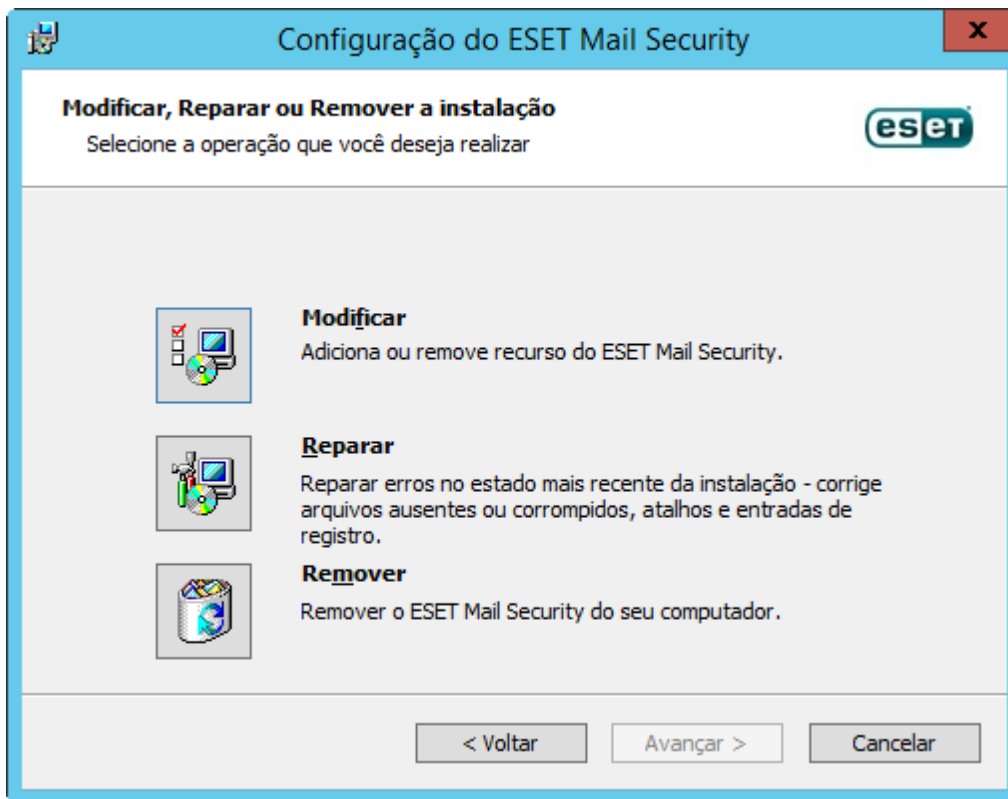 Configuração do ESET Mail Security
x
Modificar, Reparar ou Remover a instalação
Selecione a operação que você deseja realizar
eseT
Modificar
Adiciona ou remove recurso do ESET Mail Security.
Reparar
Reparar erros no estado mais recente da instalação - corrige
arquivos ausentes ou corrompidos, atalhos e entradas de
registro.
Remover
Remover o ESET Mail Security do seu computador.
< Voltar
Avançar >
Cancelar